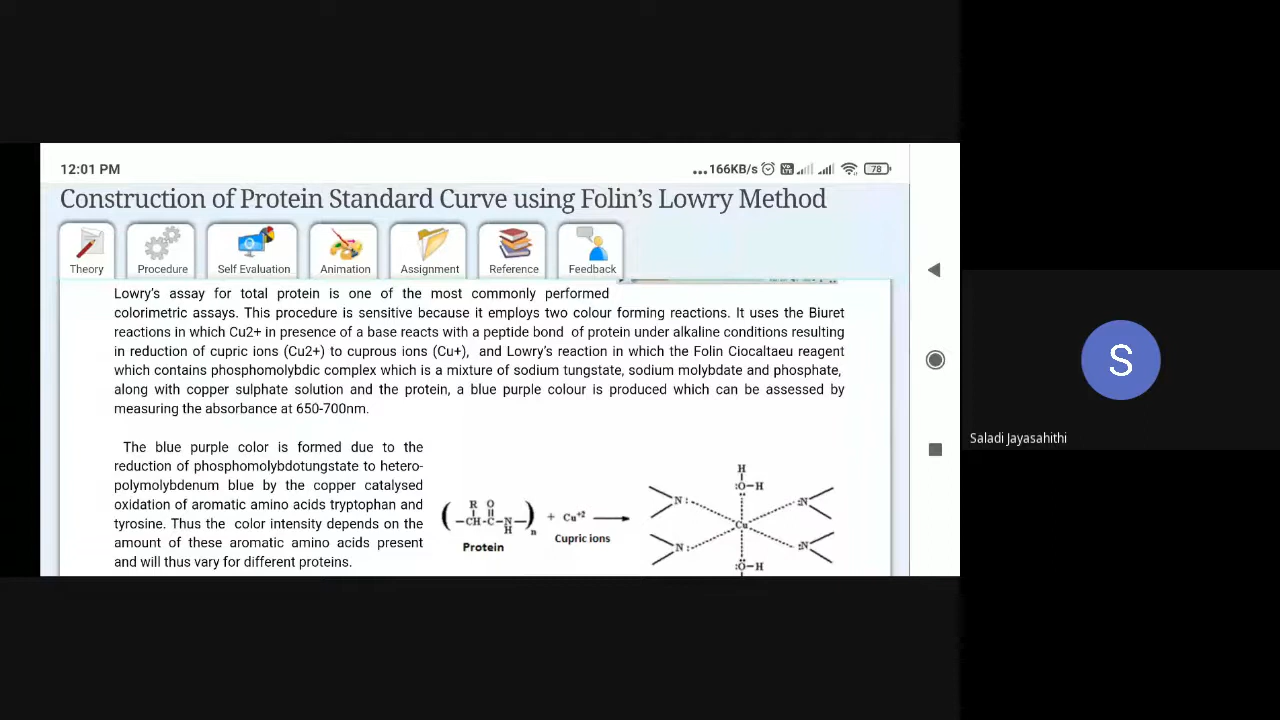 12:01 PM
...166KB/s
78
Construction of Protein Standard Curve using Folin’s Lowry Method
Theory
Procedure
Self Evaluation
Animation
Assignment
Reference
Feedback
Lowry’s assay for total protein is one of the most commonly performed
colorimetric assays. This procedure is sensitive because it employs two colour forming reactions. It uses the Biuret
reactions in which Cu2+ in presence of a base reacts with a peptide bond of protein under alkaline conditions resulting
in reduction of cupric ions (Cu2+) to cuprous ions (Cu+), and Lowry’s reaction in which the Folin Ciocaltaeu reagent
which contains phosphomolybdic complex which is a mixture of sodium tungstate, sodium molybdate and phosphate,
along with copper sulphate solution and the protein, a blue purple colour is produced which can be assessed by
measuring the absorbance at 650-700nm.
The blue purple color is formed due to the
reduction of phosphomolybdotungstate to hetero-
polymolybdenum blue by the copper catalysed
oxidation of aromatic amino acids tryptophan and
tyrosine. Thus the color intensity depends on the
amount of these aromatic amino acids present
and will thus vary for different proteins.
R O
(-CH-C-N-)n + Cu+2
H
Protein
Cupric ions
H
:O-H
N: :N
Cu
N: :N
:O-H
S
Saladi Jayasahithi